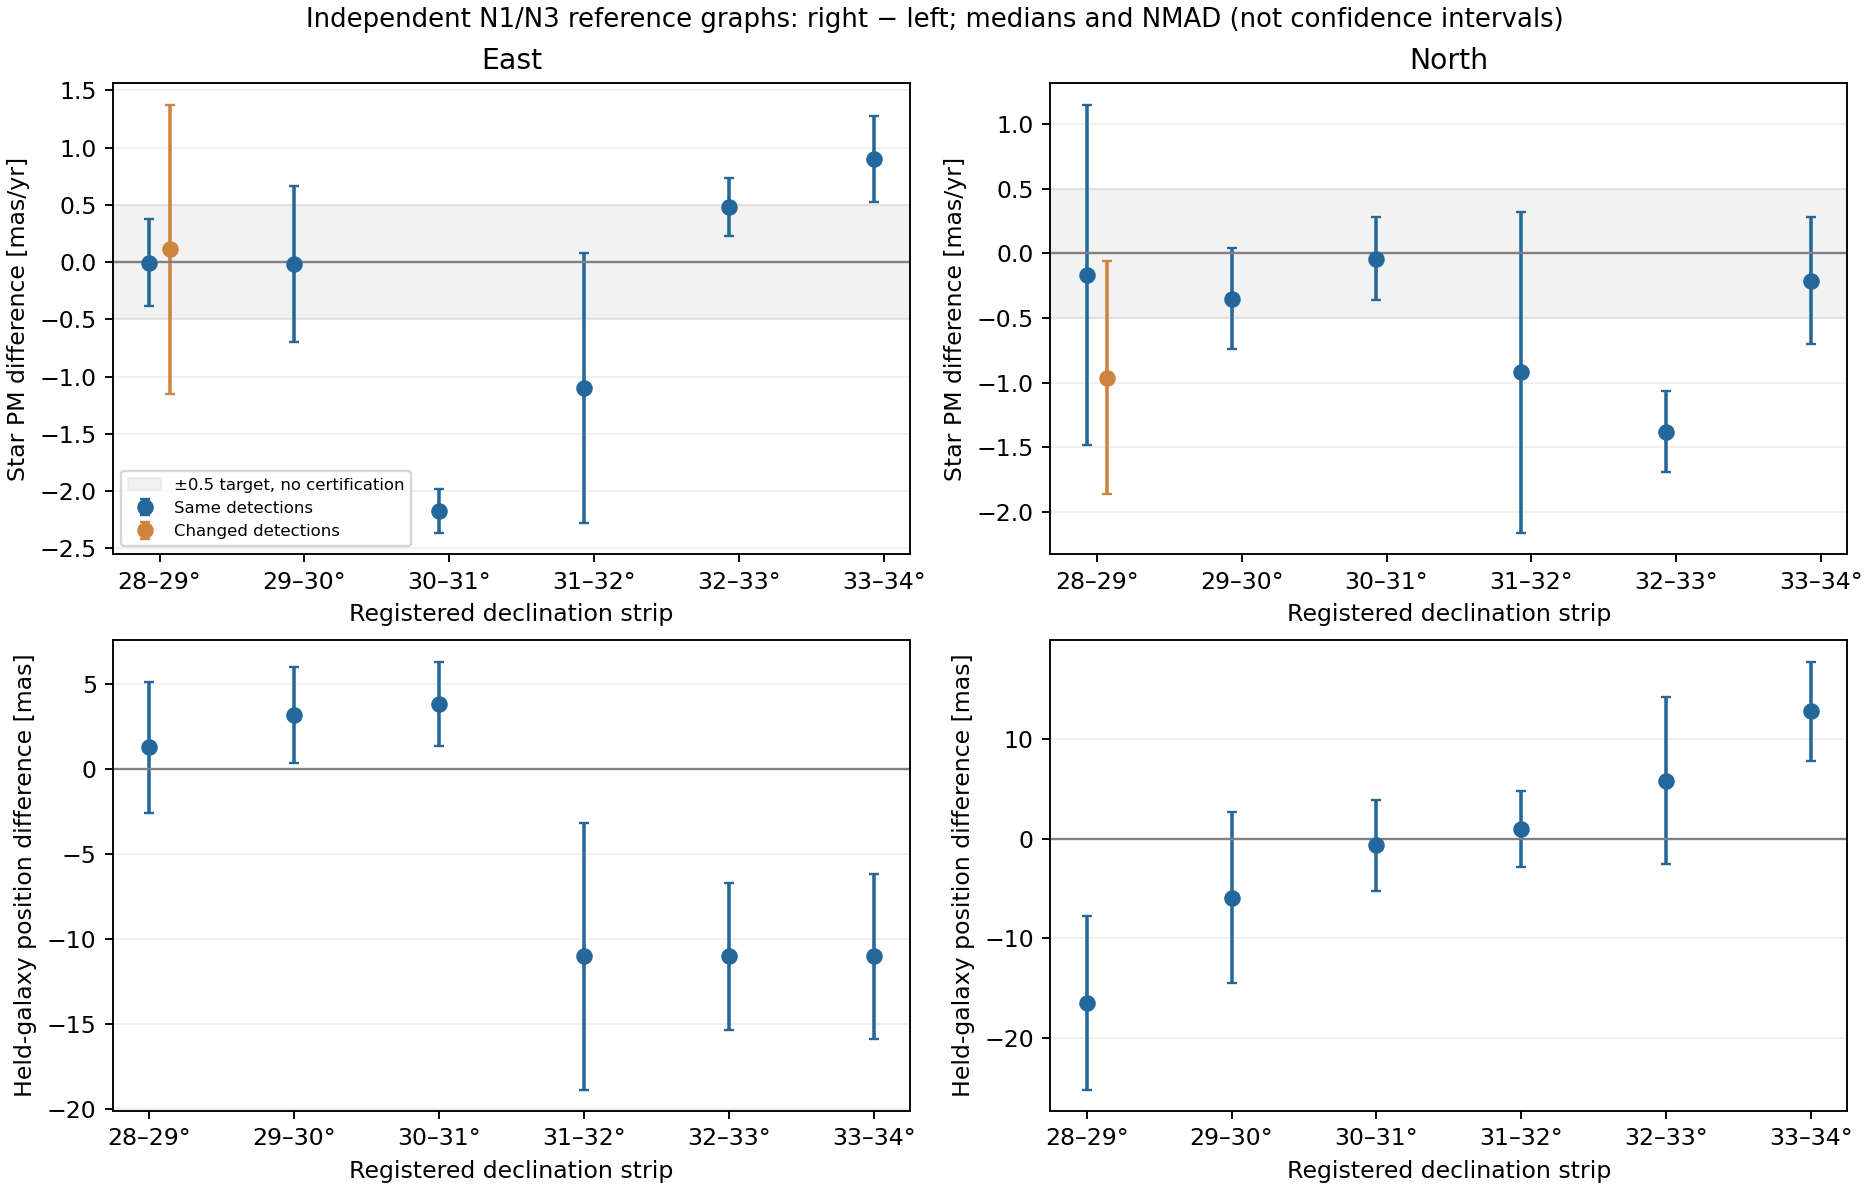 Independent N1/N3 reference graphs: right − left; medians and NMAD (not confidence intervals)
East
Star PM difference [mas/yr]
1.5
1.0
0.5
0.0
−0.5
−1.0
−1.5
−2.0
−2.5
±0.5 target, no certification
Same detections
Changed detections
28–29° 29–30° 30–31° 31–32° 32–33° 33–34°
Registered declination strip
North
Star PM difference [mas/yr]
1.0
0.5
0.0
−0.5
−1.0
−1.5
−2.0
28–29° 29–30° 30–31° 31–32° 32–33° 33–34°
Registered declination strip
Held-galaxy position difference [mas]
5
0
−5
−10
−15
−20
28–29° 29–30° 30–31° 31–32° 32–33° 33–34°
Registered declination strip
Held-galaxy position difference [mas]
10
0
−10
−20
28–29° 29–30° 30–31° 31–32° 32–33° 33–34°
Registered declination strip